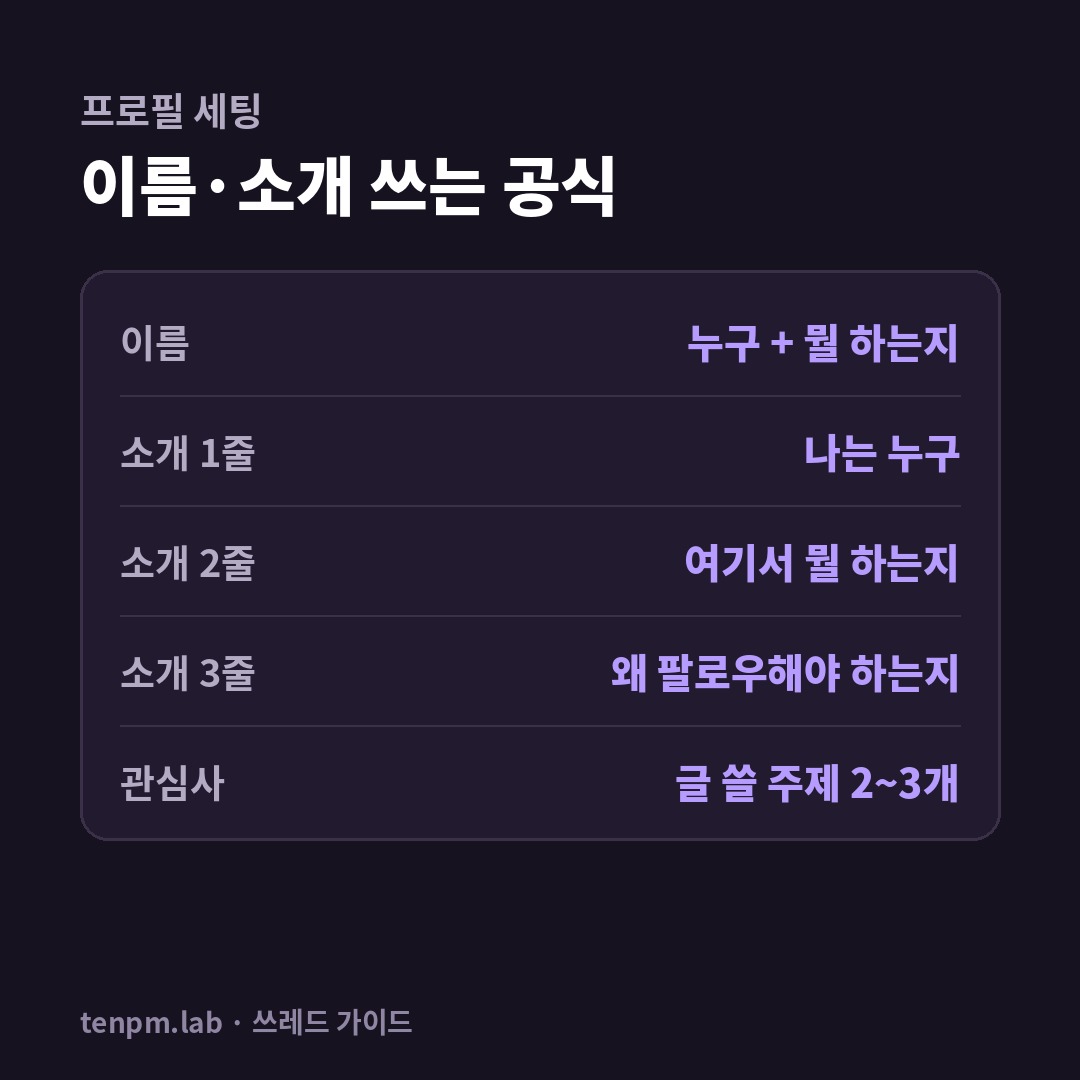 프로필 세팅
이름·소개 쓰는 공식
이름 누구 + 뭘 하는지
소개 1줄 나는 누구
소개 2줄 여기서 뭘 하는지
소개 3줄 왜 팔로우해야 하는지
관심사 글 쓸 주제 2~3개
tenpm.lab · 쓰레드 가이드